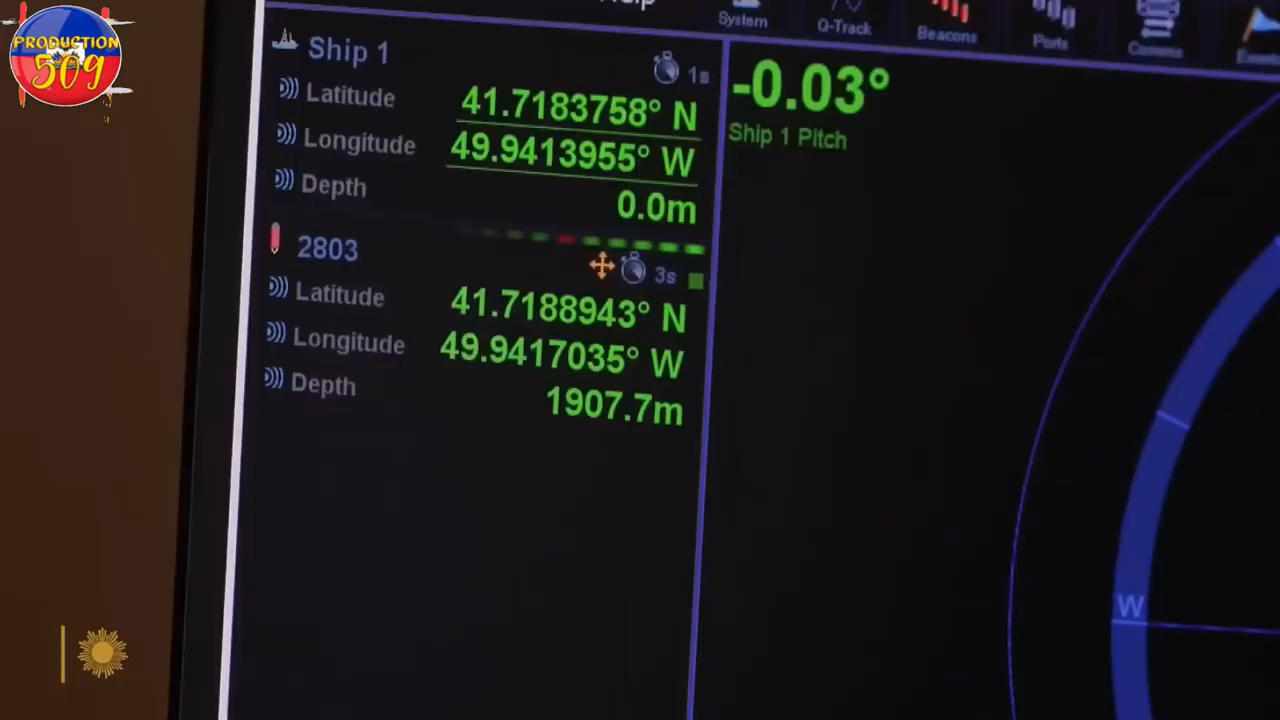 PRODUCTION
509
System
Q-Track
Beacons
Ports
Ship 1
1s
Latitude
41.7183758° N
Longitude
49.9413955° W
Depth
0.0m
-0.03°
Ship 1 Pitch
2803
3s
Latitude
41.7188943° N
Longitude
49.9417035° W
Depth
1907.7m
W